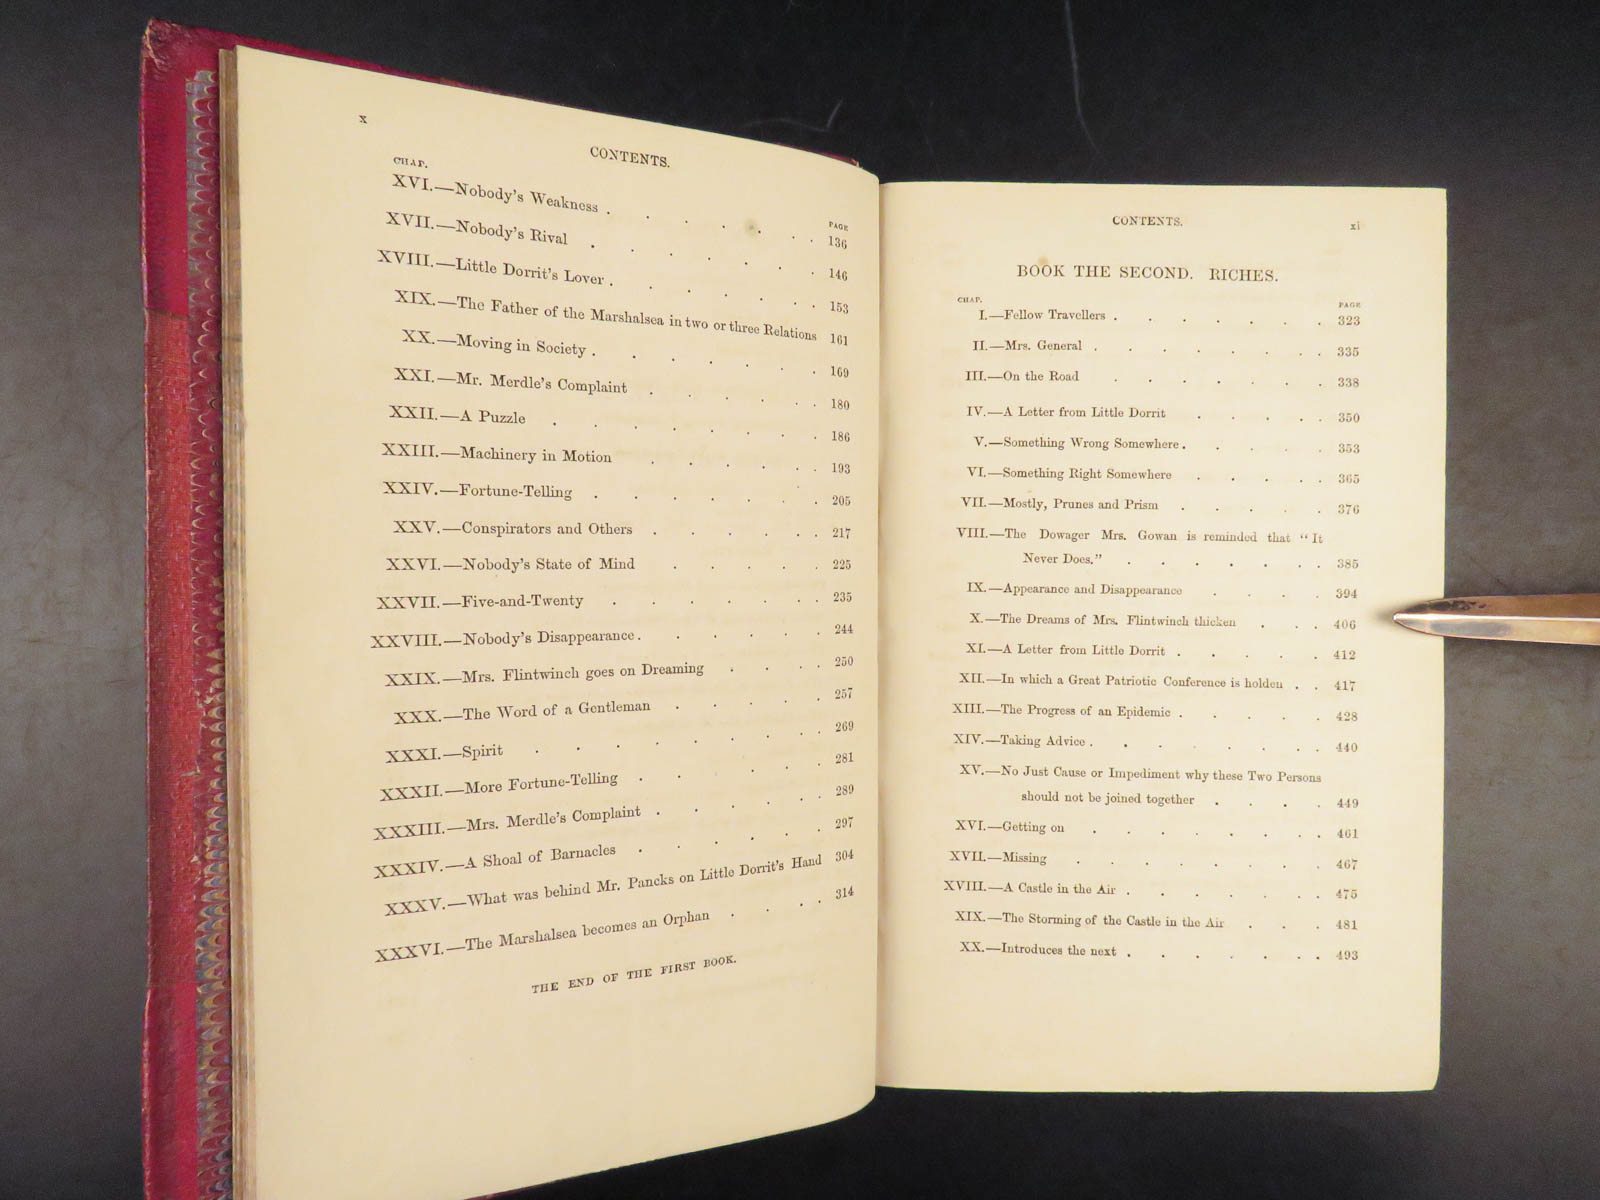 x
CONTENTS.
CHAP. PAGE
XVI.—Nobody's Weakness . . . . . . . 136
XVII.—Nobody's Rival . . . . . . . 146
XVIII.—Little Dorrit's Lover . . . . . . . 153
XIX.—The Father of the Marshalsea in two or three Relations 161
XX.—Moving in Society . . . . . . . 169
XXI.—Mr. Merdle's Complaint . . . . . 180
XXII.—A Puzzle . . . . . . . . 186
XXIII.—Machinery in Motion . . . . . 193
XXIV.—Fortune-Telling . . . . . . . 205
XXV.—Conspirators and Others . . . . . 217
XXVI.—Nobody's State of Mind . . . . . 225
XXVII.—Five-and-Twenty . . . . . . 235
XXVIII.—Nobody's Disappearance . . . . . . 244
XXIX.—Mrs. Flintwinch goes on Dreaming . . . . 250
XXX.—The Word of a Gentleman . . . . . 257
XXXI.—Spirit . . . . . . . . 269
XXXII.—More Fortune-Telling . . . . . 281
XXXIII.—Mrs. Merdle's Complaint . . . . . 289
XXXIV.—A Shoal of Barnacles . . . . . . 297
XXXV.—What was behind Mr. Pancks on Little Dorrit's Hand 304
XXXVI.—The Marshalsea becomes an Orphan . . . . 314
THE END OF THE FIRST BOOK.
CONTENTS. xi
BOOK THE SECOND. RICHES.
CHAP. PAGE
I.—Fellow Travellers . . . . . . . 323
II.—Mrs. General . . . . . . . 335
III.—On the Road . . . . . . . 338
IV.—A Letter from Little Dorrit . . . . . 350
V.—Something Wrong Somewhere . . . . . 353
VI.—Something Right Somewhere . . . . . 365
VII.—Mostly, Prunes and Prism . . . . . 376
VIII.—The Dowager Mrs. Gowan is reminded that "It
Never Does." . . . . . . . 385
IX.—Appearance and Disappearance . . . . 394
X.—The Dreams of Mrs. Flintwinch thicken . . . 406
XI.—A Letter from Little Dorrit . . . . . 412
XII.—In which a Great Patriotic Conference is holden . . 417
XIII.—The Progress of an Epidemic . . . . . 428
XIV.—Taking Advice . . . . . . . 440
XV.—No Just Cause or Impediment why these Two Persons
should not be joined together . . . . 449
XVI.—Getting on . . . . . . . 461
XVII.—Missing . . . . . . . . 467
XVIII.—A Castle in the Air . . . . . . 475
XIX.—The Storming of the Castle in the Air . . . 481
XX.—Introduces the next . . . . . . . 493